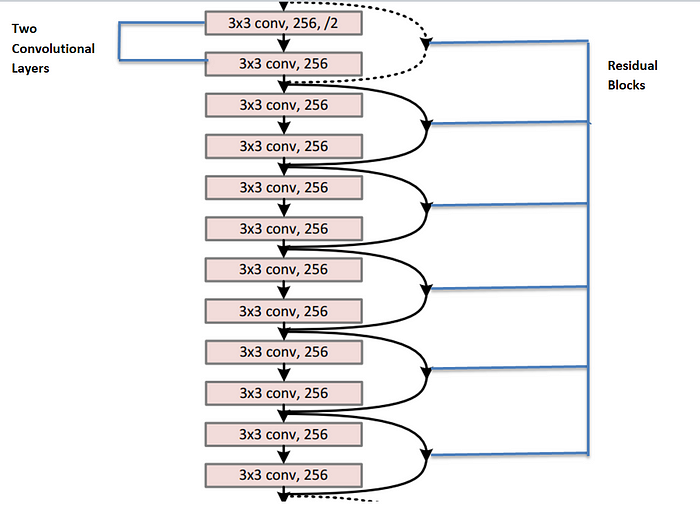 Two
Convolutional
Layers
3x3 conv, 256, /2
3x3 conv, 256
3x3 conv, 256
3x3 conv, 256
3x3 conv, 256
3x3 conv, 256
3x3 conv, 256
3x3 conv, 256
3x3 conv, 256
3x3 conv, 256
3x3 conv, 256
3x3 conv, 256
Residual
Blocks